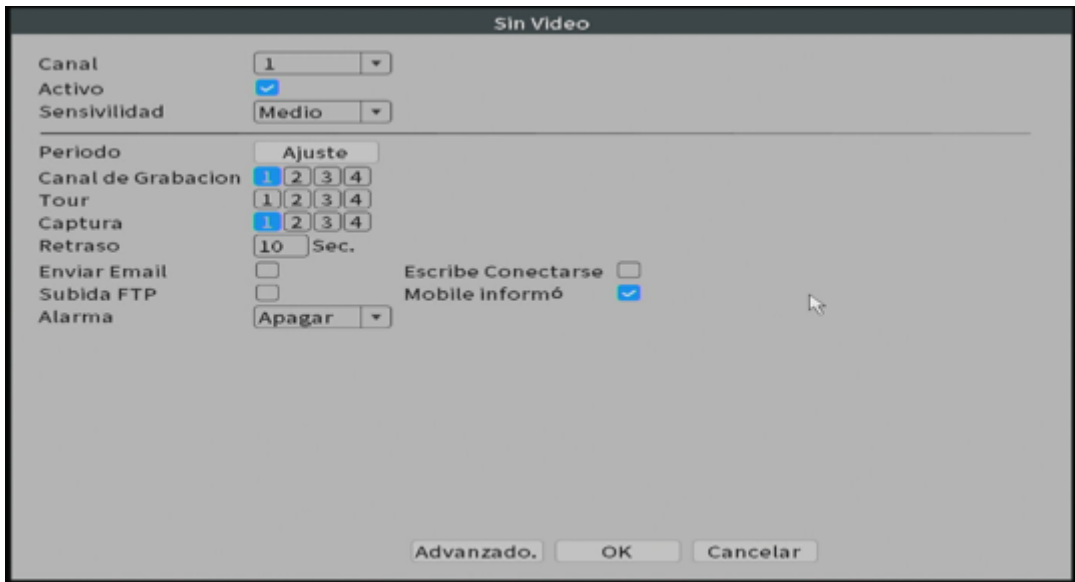 Sin Video
Canal 1
Activo
Sensivilidad Medio
Periodo Ajuste
Canal de Grabacion 1 2 3 4
Tour 1 2 3 4
Captura 1 2 3 4
Retraso 10 Sec.
Enviar Email Escribe Conectarse
Subida FTP Mobile informó
Alarma Apagar
Advanzado. OK Cancelar